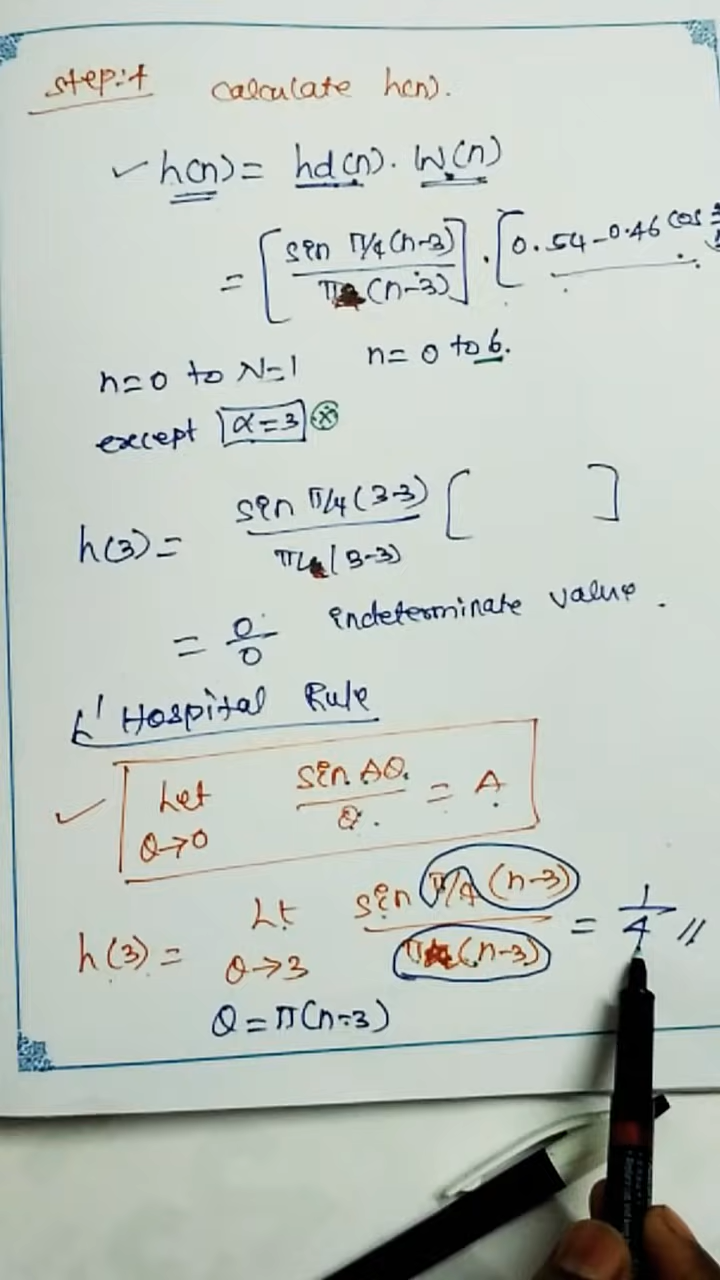 step:4 calculate h(n).
✓ h(n) = hd(n). W(n)
= [sin π/4(n-3) / π(n-3)] . [0.54-0.46 cos
n=0 to N-1 n= 0 to 6.
except α=3 ⊗
h(3) = sin π/4(3-3) / π(3-3) [ ]
= 0/0 indeterminate value.
L' Hospital Rule
✓ Let θ→0 sin Aθ / θ = A
h(3) = Lt θ→3 sin π/4 (n-3) / π(n-3) = 1/4 //
θ = π(n-3)